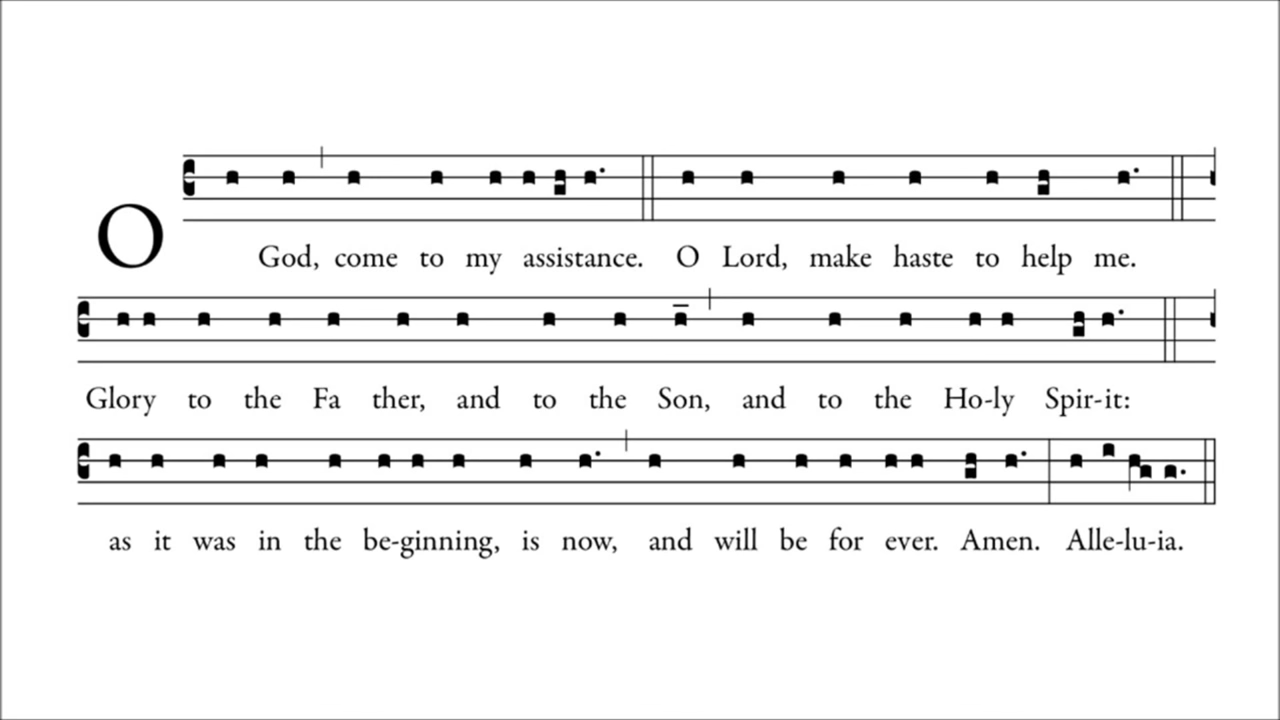 O God, come to my assistance. O Lord, make haste to help me.
Glory to the Fa ther, and to the Son, and to the Ho-ly Spir-it:
as it was in the be-ginning, is now, and will be for ever. Amen. Alle-lu-ia.